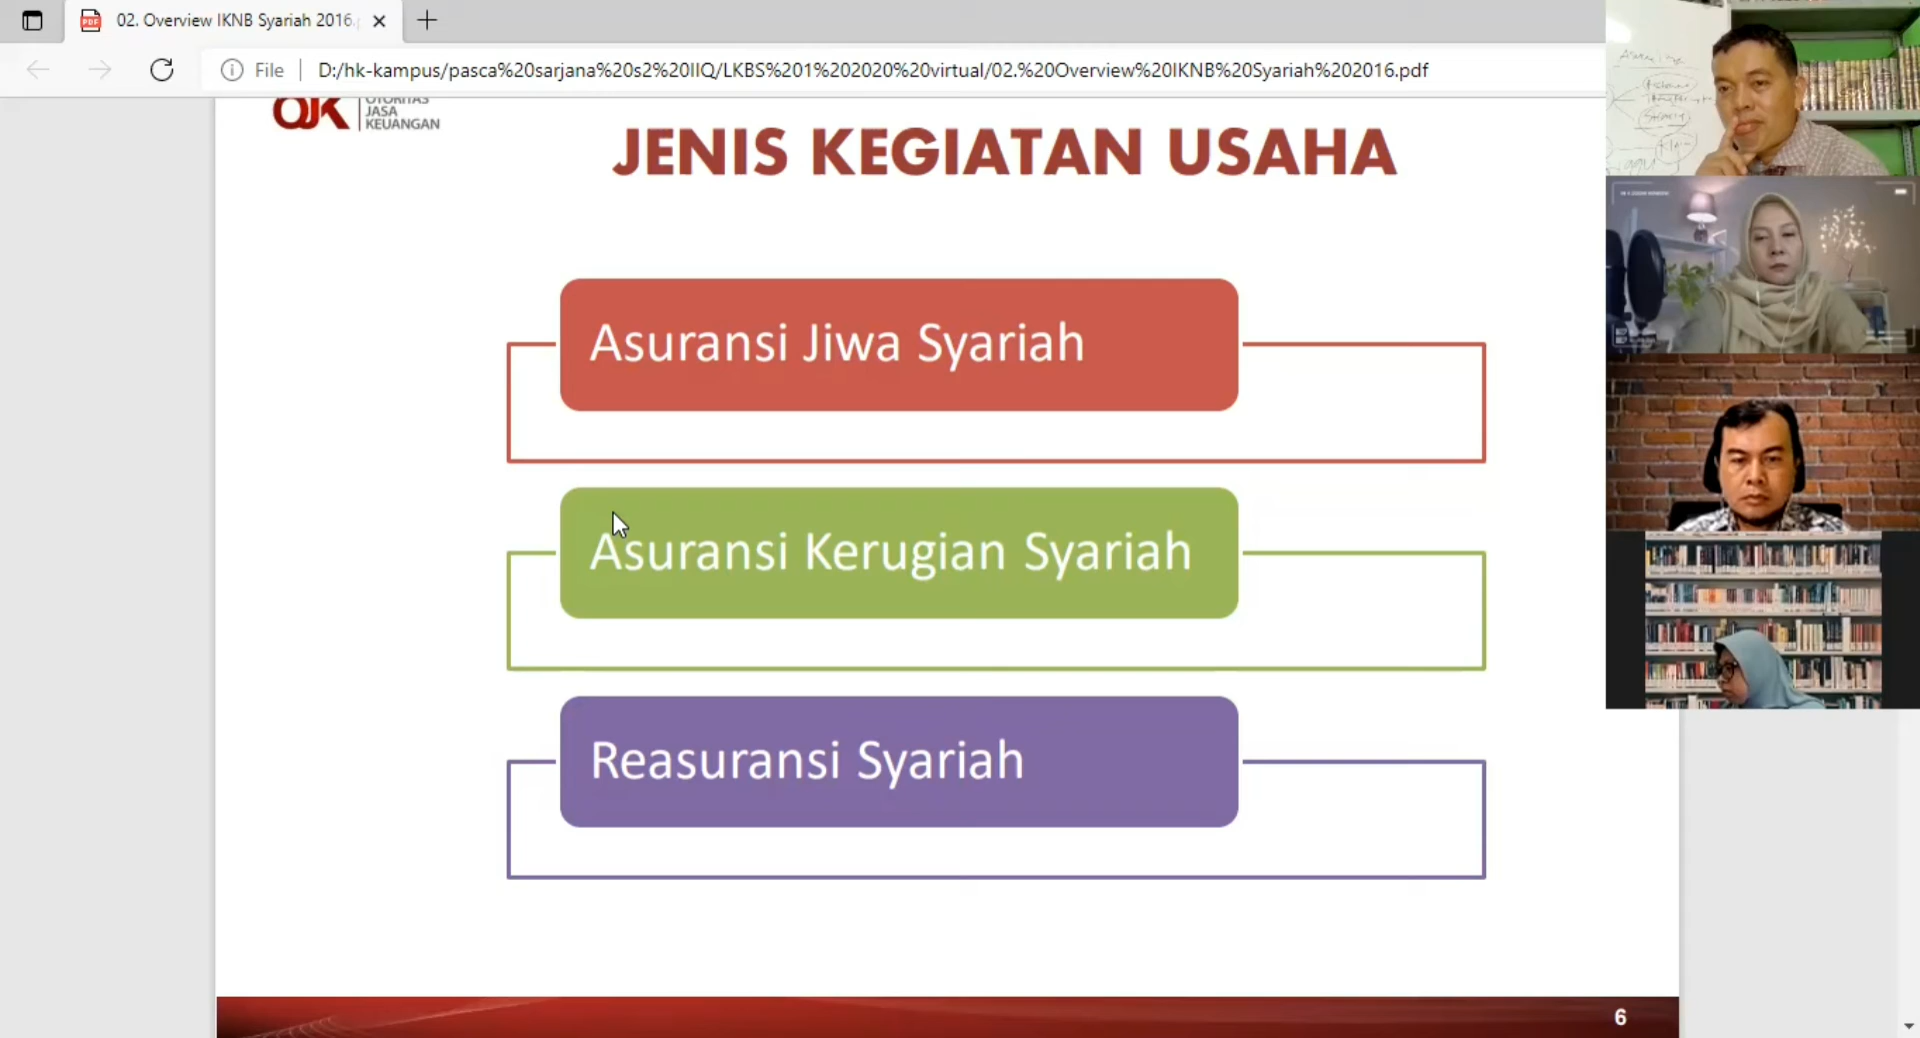 02. Overview IKNB Syariah 2016.
File
D:/hk-kampus/pasca%20sarjana%20s2%20IIQ/LKBS%201%202020%20virtual/02.%20Overview%20IKNB%20Syariah%202016.pdf
OJK
OTORITAS
JASA
KEUANGAN
JENIS KEGIATAN USAHA
Asuransi Jiwa Syariah
Asuransi Kerugian Syariah
Reasuransi Syariah
6